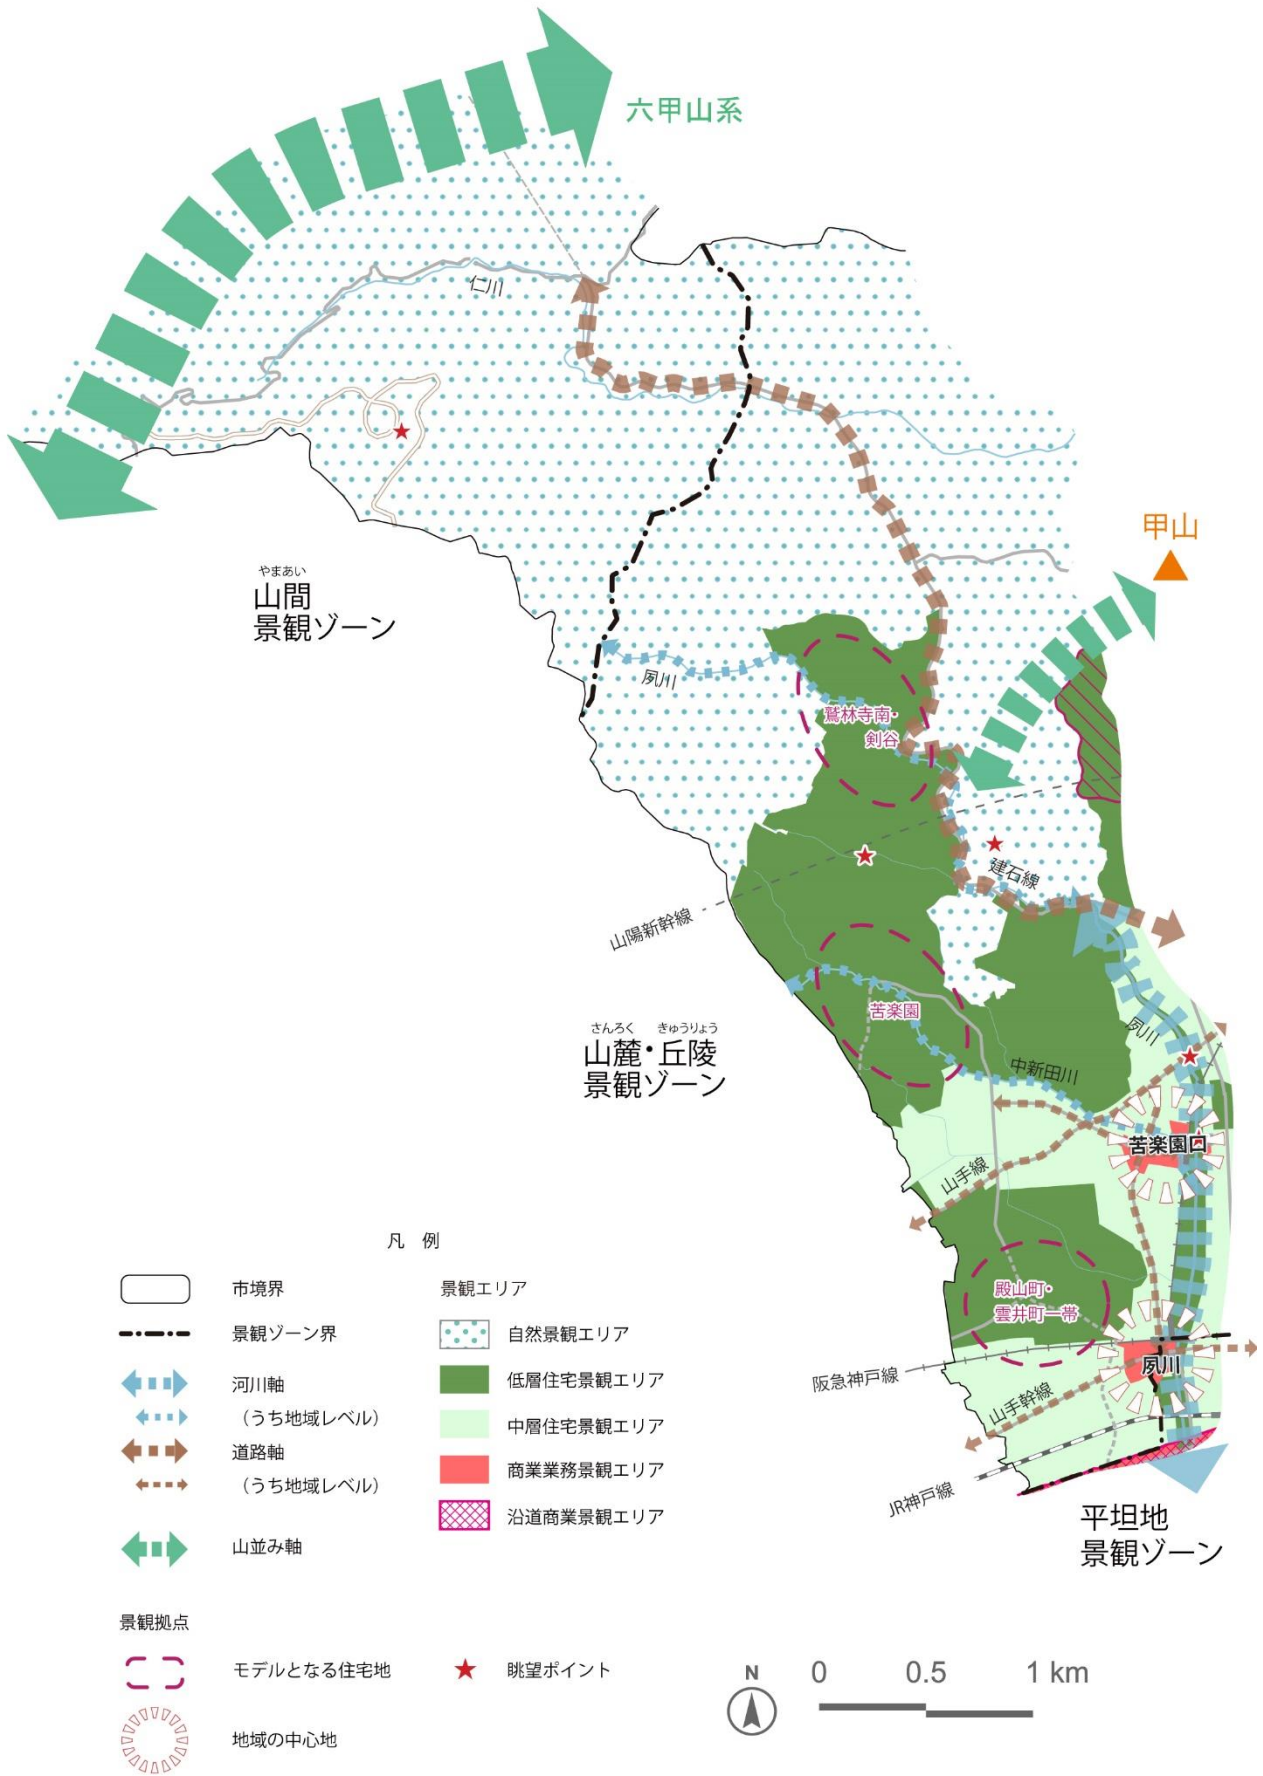 六甲山系
仁川
甲山
やまあい
山間
景観ゾーン
夙川
鷲林寺南・
剣谷
建石線
山陽新幹線
苦楽園
夙川
さんろく きゅうりょう
山麓・丘陵
景観ゾーン
中新田川
苦楽園口
山手線
殿山町・
雲井町一帯
夙川
阪急神戸線
山手幹線
JR神戸線
平坦地
景観ゾーン
凡 例
市境界
景観ゾーン界
河川軸
（うち地域レベル）
道路軸
（うち地域レベル）
山並み軸
景観エリア
自然景観エリア
低層住宅景観エリア
中層住宅景観エリア
商業業務景観エリア
沿道商業景観エリア
景観拠点
モデルとなる住宅地
眺望ポイント
地域の中心地
N
0 0.5 1 km